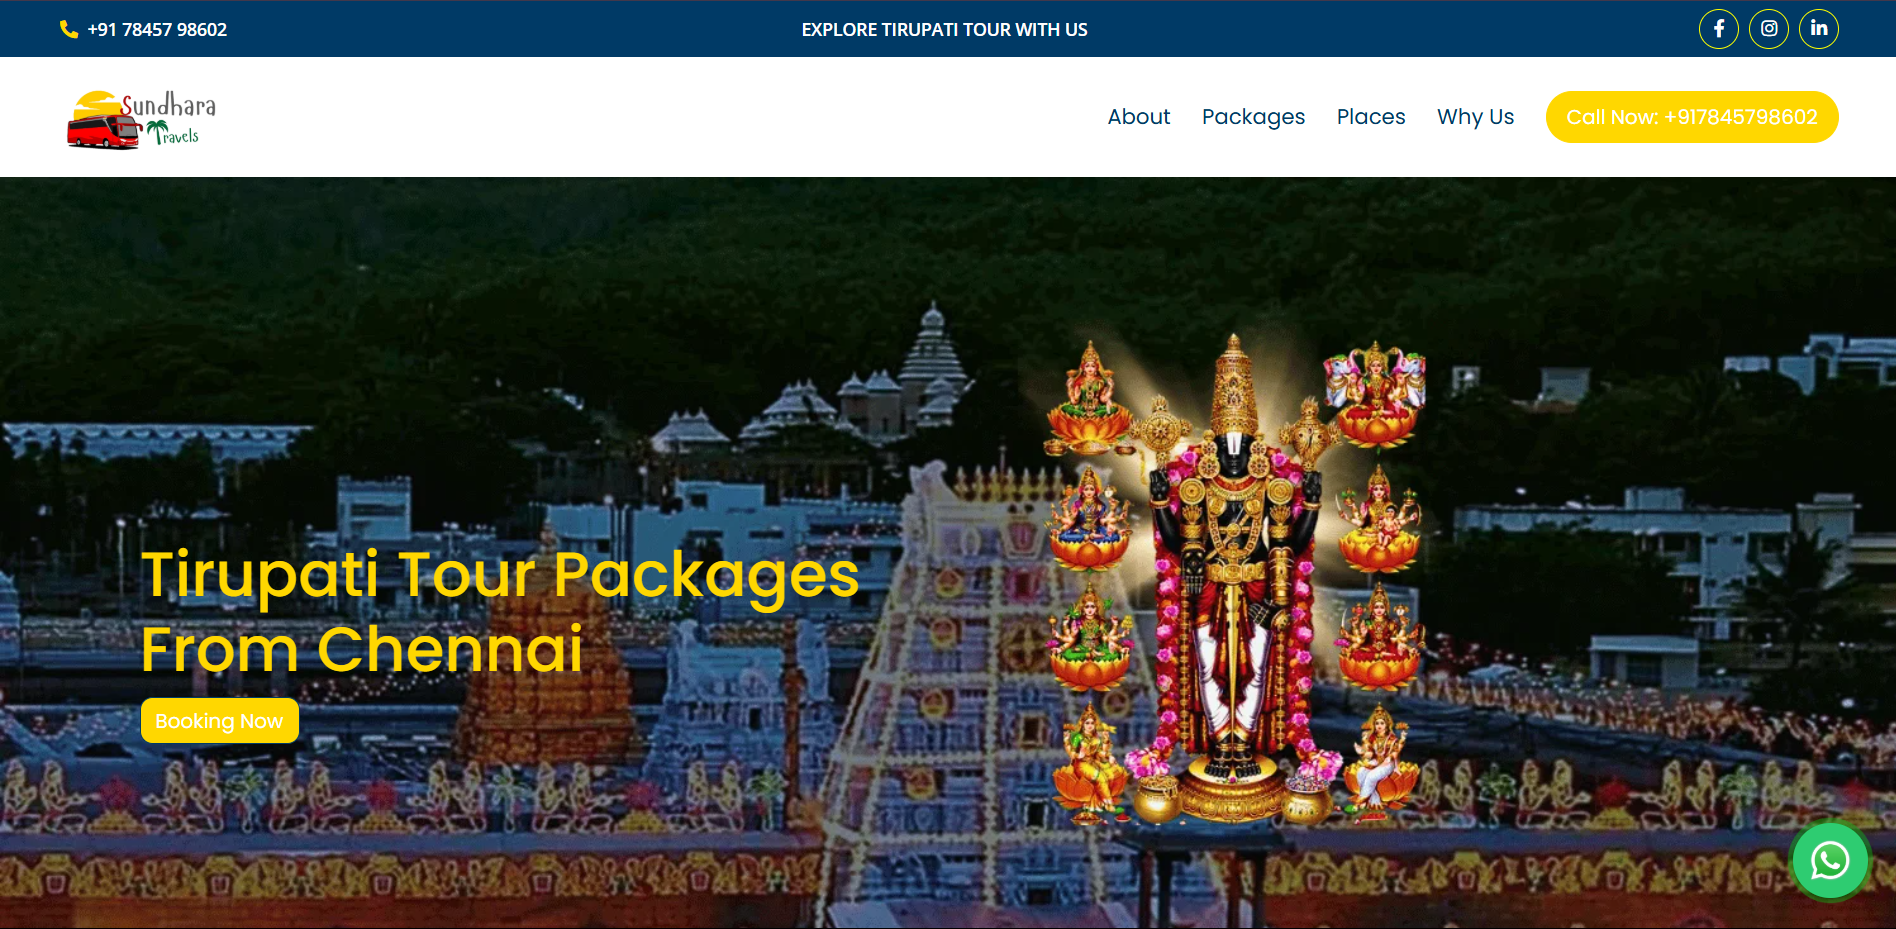 +91 78457 98602
EXPLORE TIRUPATI TOUR WITH US
Sundhara
Travels
About
Packages
Places
Why Us
Call Now: +917845798602
Tirupati Tour Packages
From Chennai
Booking Now